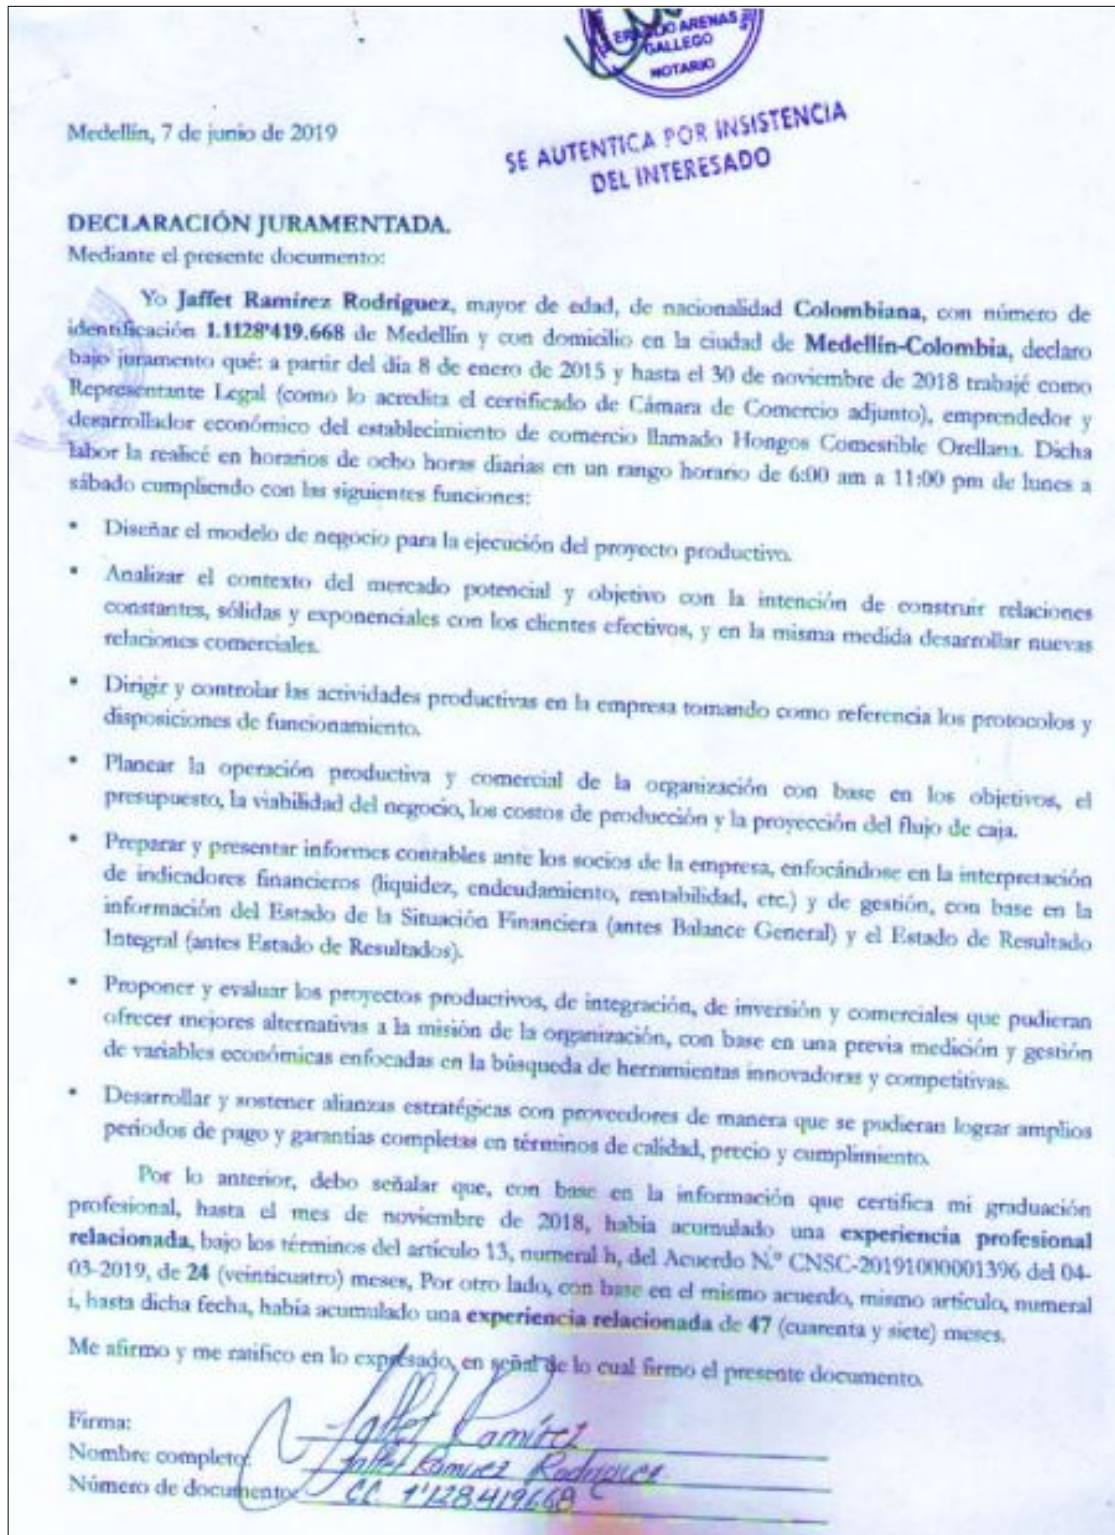 ARENAS
GALLEGO
NOTARIO
Medellín, 7 de junio de 2019
SE AUTENTICA POR INSISTENCIA
DEL INTERESADO
DECLARACIÓN JURAMENTADA.
Mediante el presente documento:
Yo Jaffet Ramírez Rodríguez, mayor de edad, de nacionalidad Colombiana, con número de
identificación 1.1128'419.668 de Medellín y con domicilio en la ciudad de Medellín-Colombia, declaro
bajo juramento qué: a partir del día 8 de enero de 2015 y hasta el 30 de noviembre de 2018 trabajé como
Representante Legal (como lo acredita el certificado de Cámara de Comercio adjunto), emprendedor y
desarrollador económico del establecimiento de comercio llamado Hongos Comestible Orellana. Dicha
labor la realicé en horarios de ocho horas diarias en un rango horario de 6:00 am a 11:00 pm de lunes a
sábado cumpliendo con las siguientes funciones:
• Diseñar el modelo de negocio para la ejecución del proyecto productivo.
• Analizar el contexto del mercado potencial y objetivo con la intención de construir relaciones
constantes, sólidas y exponenciales con los clientes efectivos, y en la misma medida desarrollar nuevas
relaciones comerciales.
• Dirigir y controlar las actividades productivas en la empresa tomando como referencia los protocolos y
disposiciones de funcionamiento.
• Planear la operación productiva y comercial de la organización con base en los objetivos, el
presupuesto, la viabilidad del negocio, los costos de producción y la proyección del flujo de caja.
• Preparar y presentar informes contables ante los socios de la empresa, enfocándose en la interpretación
de indicadores financieros (liquidez, endeudamiento, rentabilidad, etc.) y de gestión, con base en la
información del Estado de la Situación Financiera (antes Balance General) y el Estado de Resultado
Integral (antes Estado de Resultados).
• Proponer y evaluar los proyectos productivos, de integración, de inversión y comerciales que pudieran
ofrecer mejores alternativas a la misión de la organización, con base en una previa medición y gestión
de variables económicas enfocadas en la búsqueda de herramientas innovadoras y competitivas.
• Desarrollar y sostener alianzas estratégicas con proveedores de manera que se pudieran lograr amplios
periodos de pago y garantías completas en términos de calidad, precio y cumplimiento.
Por lo anterior, debo señalar que, con base en la información que certifica mi graduación
profesional, hasta el mes de noviembre de 2018, había acumulado una experiencia profesional
relacionada, bajo los términos del artículo 13, numeral h, del Acuerdo N.º CNSC-20191000001396 del 04-
03-2019, de 24 (veinticuatro) meses, Por otro lado, con base en el mismo acuerdo, mismo artículo, numeral
i, hasta dicha fecha, había acumulado una experiencia relacionada de 47 (cuarenta y siete) meses.
Me afirmo y me ratifico en lo expresado, en señal de lo cual firmo el presente documento.
Firma: Jaffet Ramírez
Nombre completo: Jaffet Ramirez Rodriguez
Número de documento: CC 1'128.419.668